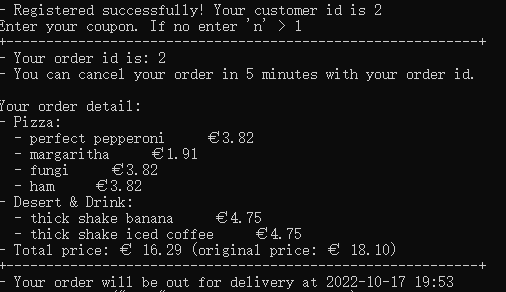 - Registered successfully! Your customer id is 2
Enter your coupon. If no enter 'n' > 1
+-----------------------------------------------------------+
- Your order id is: 2
- You can cancel your order in 5 minutes with your order id.
Your order detail:
- Pizza:
- perfect pepperoni €3.82
- margaritha €1.91
- fungi €3.82
- ham €3.82
- Desert & Drink:
- thick shake banana €4.75
- thick shake iced coffee €4.75
- Total price: € 16.29 (original price: € 18.10)
+-----------------------------------------------------------+
- Your order will be out for delivery at 2022-10-17 19:53